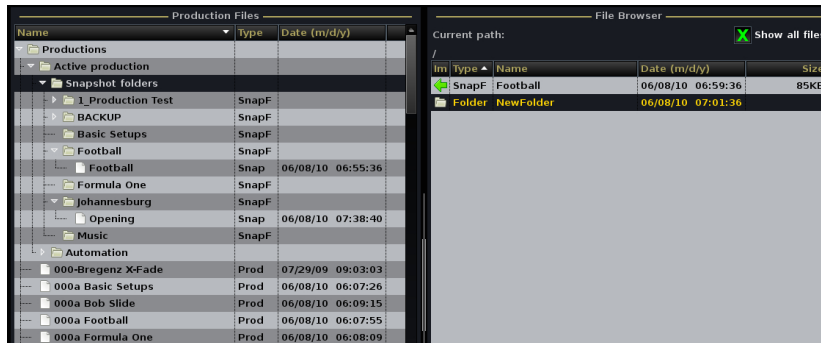 Production Files
Name Type Date (m/d/y)
Productions
Active production
Snapshot folders
1_Production Test SnapF
BACKUP SnapF
Basic Setups SnapF
Football SnapF
Football Snap 06/08/10 06:55:36
Formula One SnapF
Johannesburg SnapF
Opening Snap 06/08/10 07:38:40
Music SnapF
Automation
000-Bregenz X-Fade Prod 07/29/09 09:03:03
000a Basic Setups Prod 06/08/10 06:07:26
000a Bob Slide Prod 06/08/10 06:09:15
000a Football Prod 06/08/10 06:07:55
000a Formula One Prod 06/08/10 06:08:09
File Browser
Current path: X Show all files
/
Im Type Name Date (m/d/y) Size
SnapF Football 06/08/10 06:59:36 85KB
Folder NewFolder 06/08/10 07:01:36